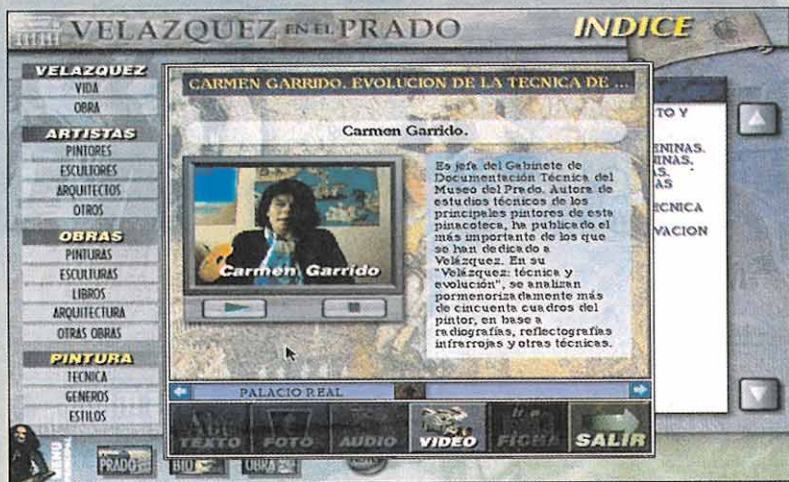 VELAZQUEZ EN EL PRADO
INDICE
VELAZQUEZ
VIDA
OBRA
ARTISTAS
PINTORES
ESCULTORES
ARQUITECTOS
OTROS
OBRAS
PINTURAS
ESCULTURAS
LIBROS
ARQUITECTURA
OTRAS OBRAS
PINTURA
TECNICA
GENEROS
ESTILOS
CARMEN GARRIDO. EVOLUCION DE LA TECNICA DE ...
Carmen Garrido.
Carmen Garrido
Es jefa del Gabinete de
Documentación Técnica del
Museo del Prado. Autora de
estudios técnicos de los
principales pintores de esta
pinacoteca, ha publicado el
más importante de los que
se han dedicado a
Velázquez. En su
"Velázquez: técnica y
evolución", se analizan
pormenorizadamente más
de cincuenta cuadros del
pintor, en base a
radiografías, reflectografías
infrarrojas y otras técnicas.
TO Y
ENINAS.
INAS.
S.
AS
ECNICA
VACION
PALACIO REAL
TEXTO
FOTO
AUDIO
VIDEO
FICHA
SALIR
MENU
PRADO
BIO
OBRA